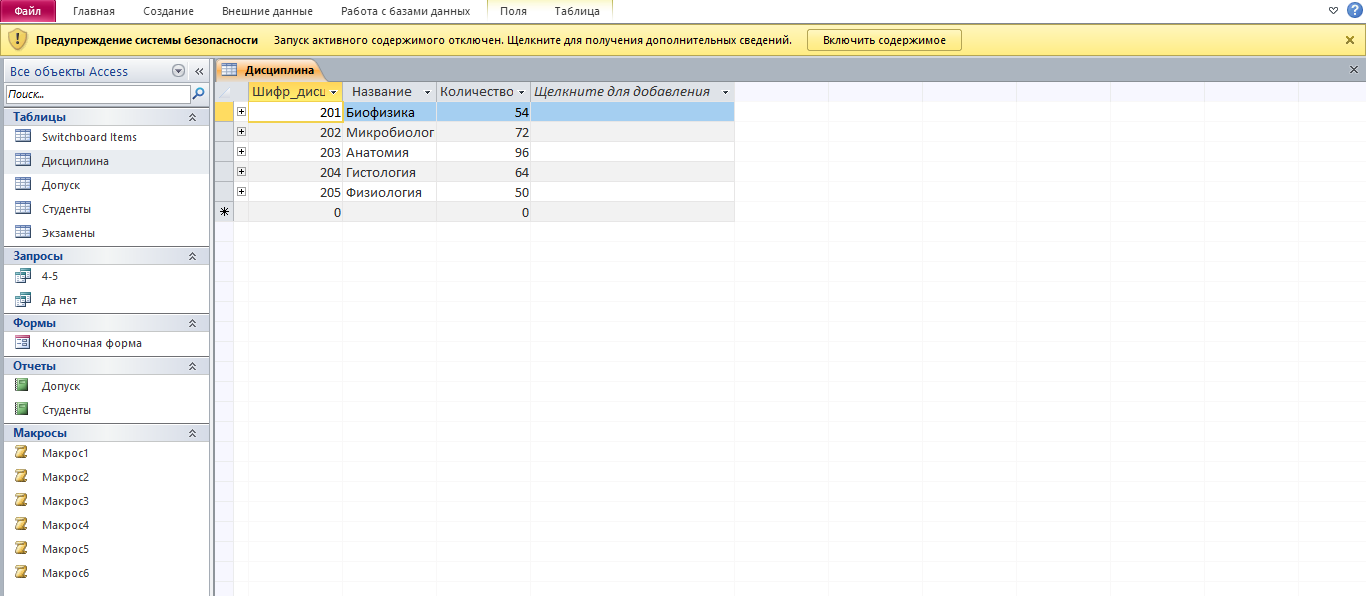 Файл Главная Создание Внешние данные Работа с базами данных Поля Таблица
Предупреждение системы безопасности Запуск активного содержимого отключен. Щелкните для получения дополнительных сведений. Включить содержимое
Все объекты Access
Поиск...
Таблицы
Switchboard Items
Дисциплина
Допуск
Студенты
Экзамены
Запросы
4-5
Да нет
Формы
Кнопочная форма
Отчеты
Допуск
Студенты
Макросы
Макрос1
Макрос2
Макрос3
Макрос4
Макрос5
Макрос6
Дисциплина
Шифр_дисц Название Количество Щелкните для добавления
201 Биофизика 54
202 Микробиолог 72
203 Анатомия 96
204 Гистология 64
205 Физиология 50
0 0